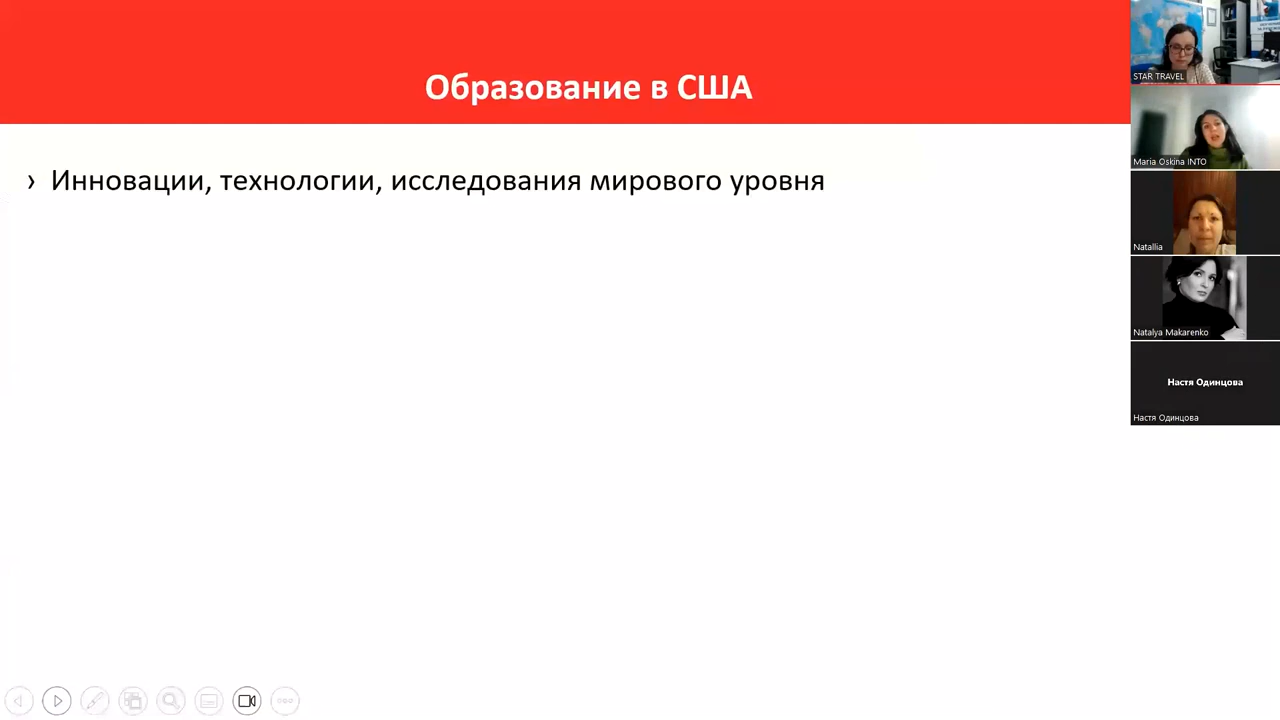 Образование в США
› Инновации, технологии, исследования мирового уровня
STAR TRAVEL
Maria Oskina INTO
Natallia
Natalya Makarenko
Настя Одинцова
Настя Одинцова